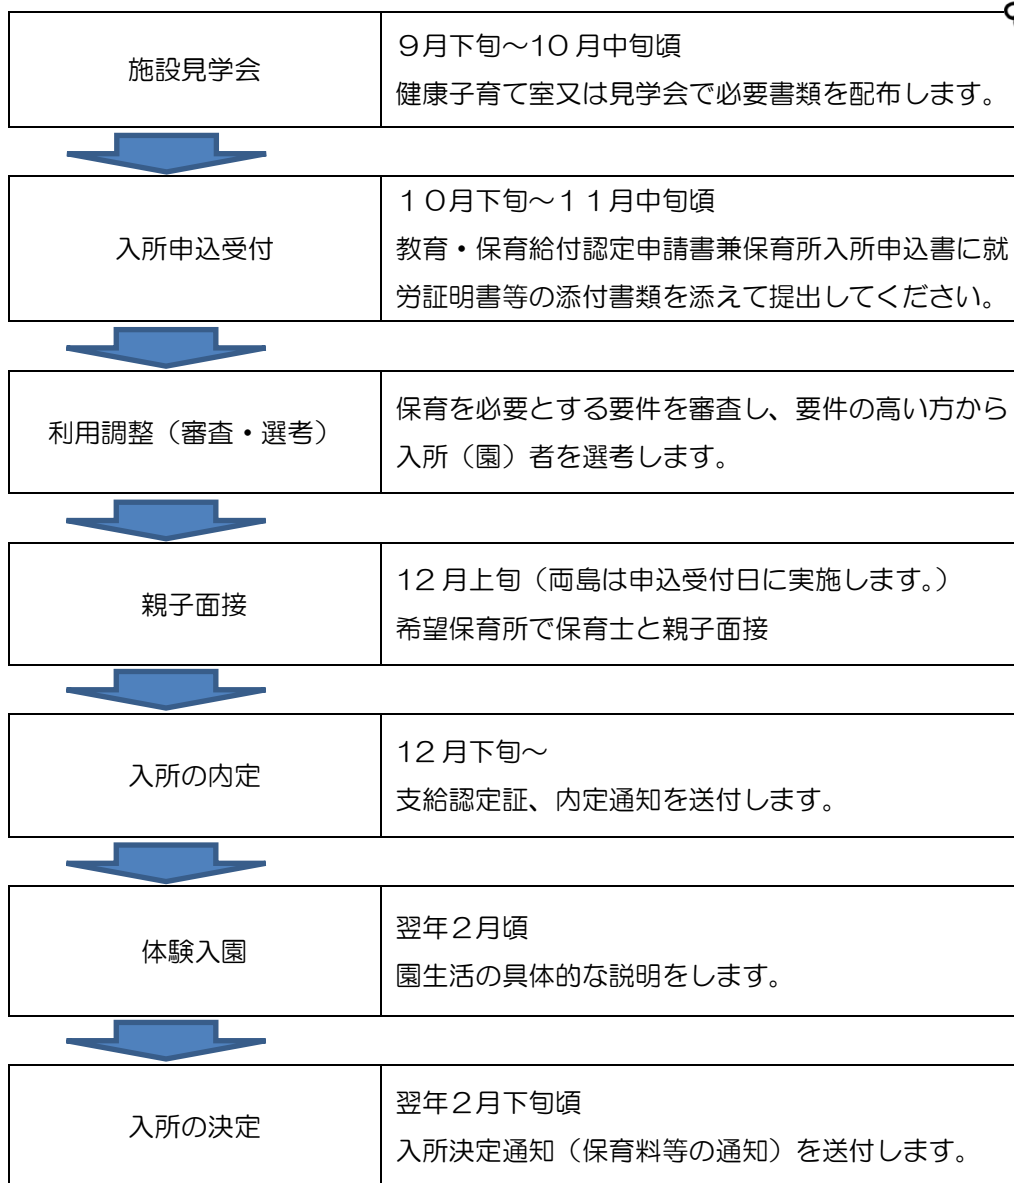 施設見学会
９月下旬～10月中旬頃
健康子育て室又は見学会で必要書類を配布します。
入所申込受付
１０月下旬～１１月中旬頃
教育・保育給付認定申請書兼保育所入所申込書に就
労証明書等の添付書類を添えて提出してください。
利用調整（審査・選考）
保育を必要とする要件を審査し、要件の高い方から
入所（園）者を選考します。
親子面接
12月上旬（両島は申込受付日に実施します。）
希望保育所で保育士と親子面接
入所の内定
12月下旬～
支給認定証、内定通知を送付します。
体験入園
翌年２月頃
園生活の具体的な説明をします。
入所の決定
翌年２月下旬頃
入所決定通知（保育料等の通知）を送付します。